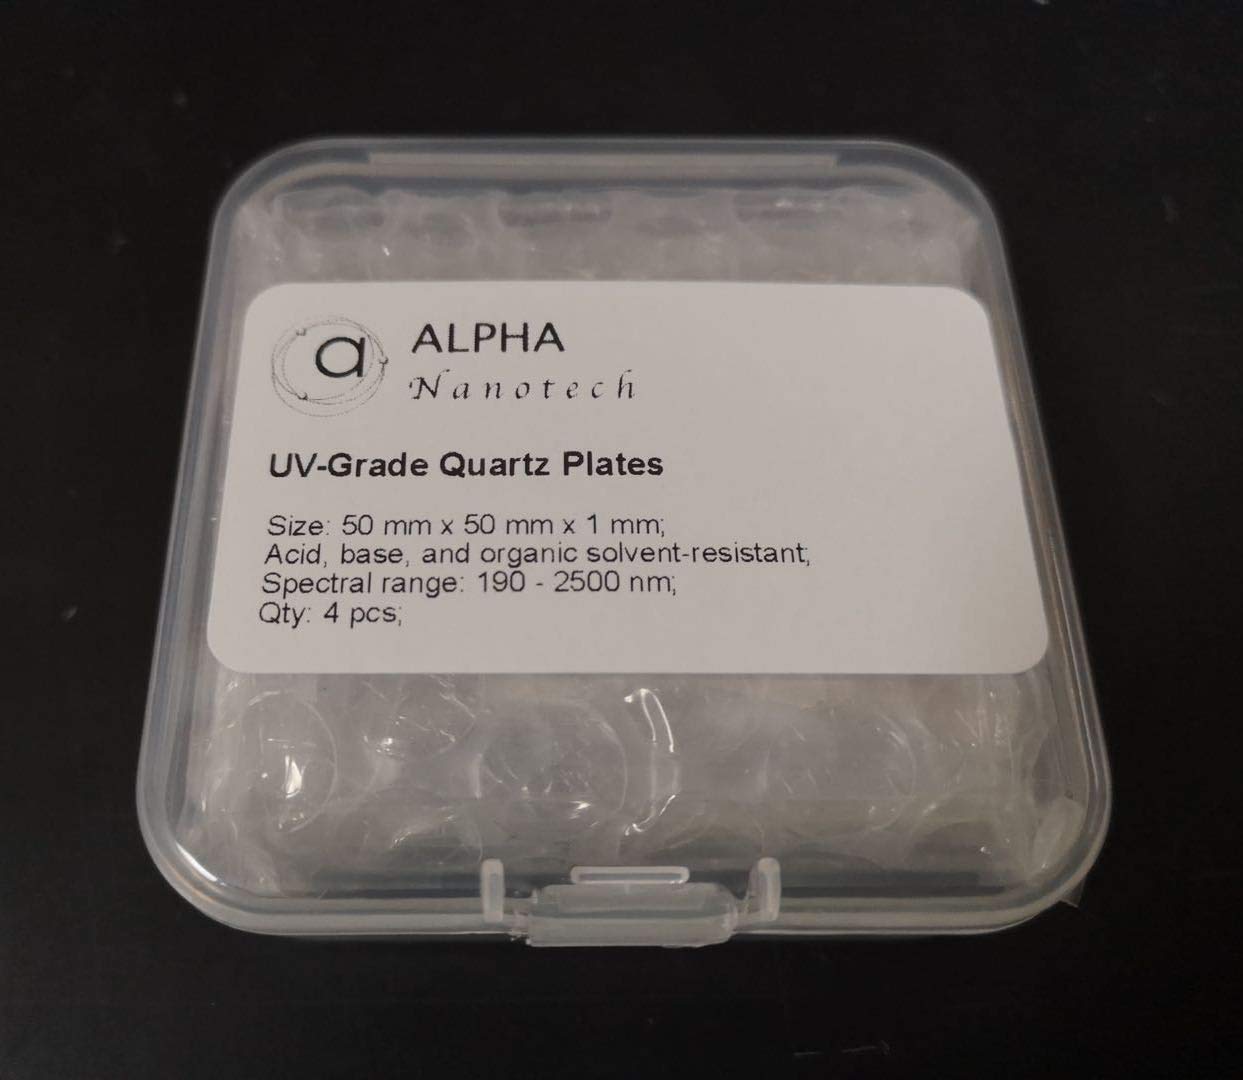 a
ALPHA
Nanotech
UV-Grade Quartz Plates
Size: 50 mm x 50 mm x 1 mm;
Acid, base, and organic solvent-resistant;
Spectral range: 190 - 2500 nm;
Qty: 4 pcs;